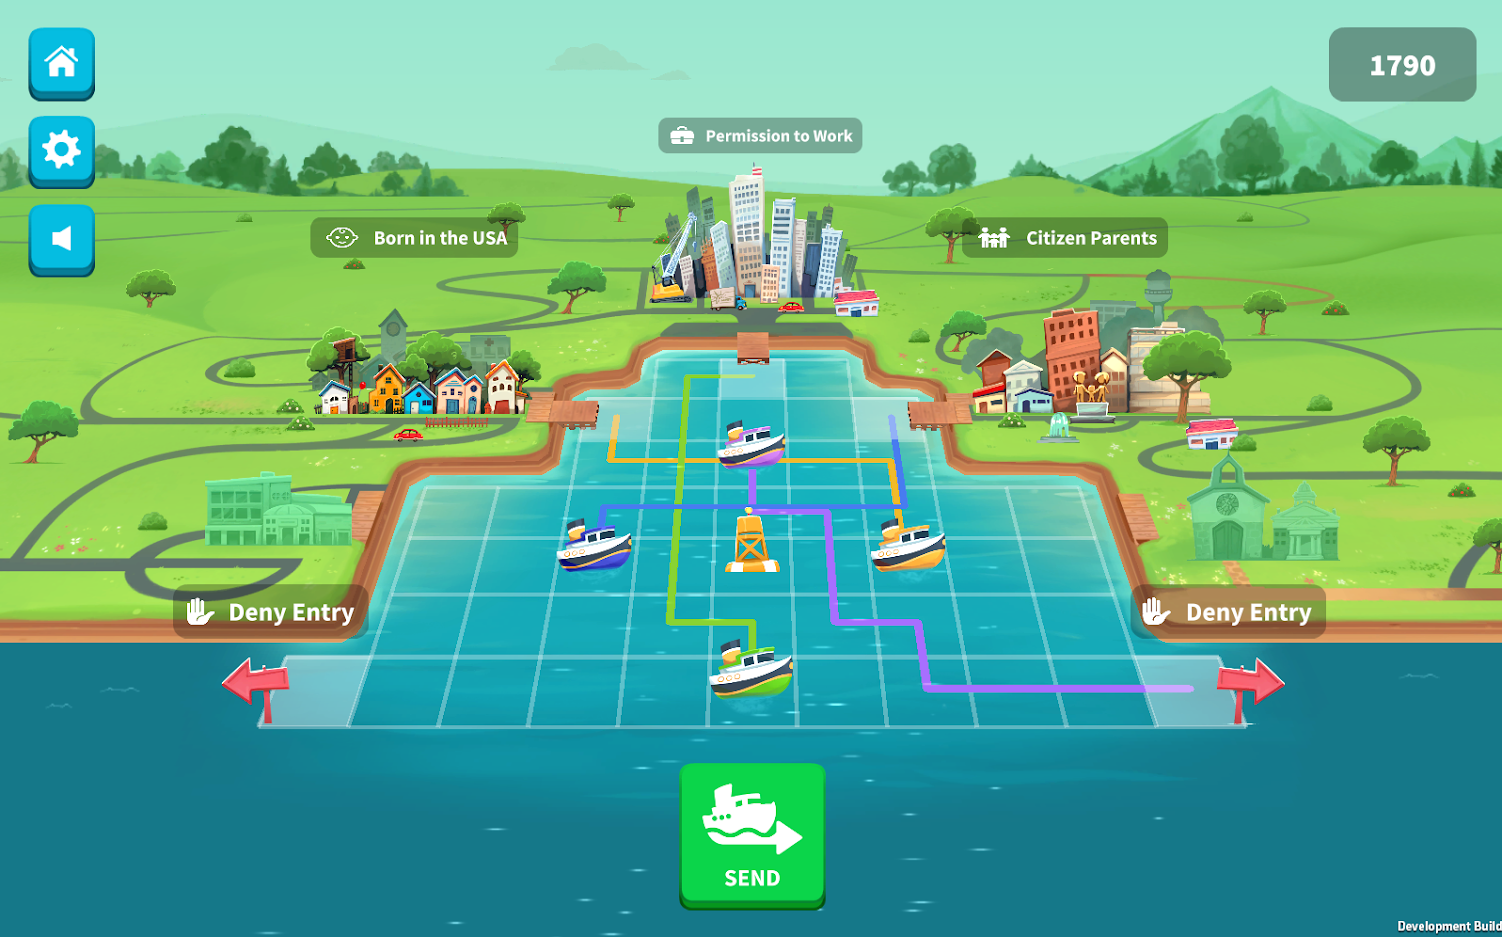 1790
Permission to Work
Born in the USA
Citizen Parents
Deny Entry
Deny Entry
SEND
Development Build